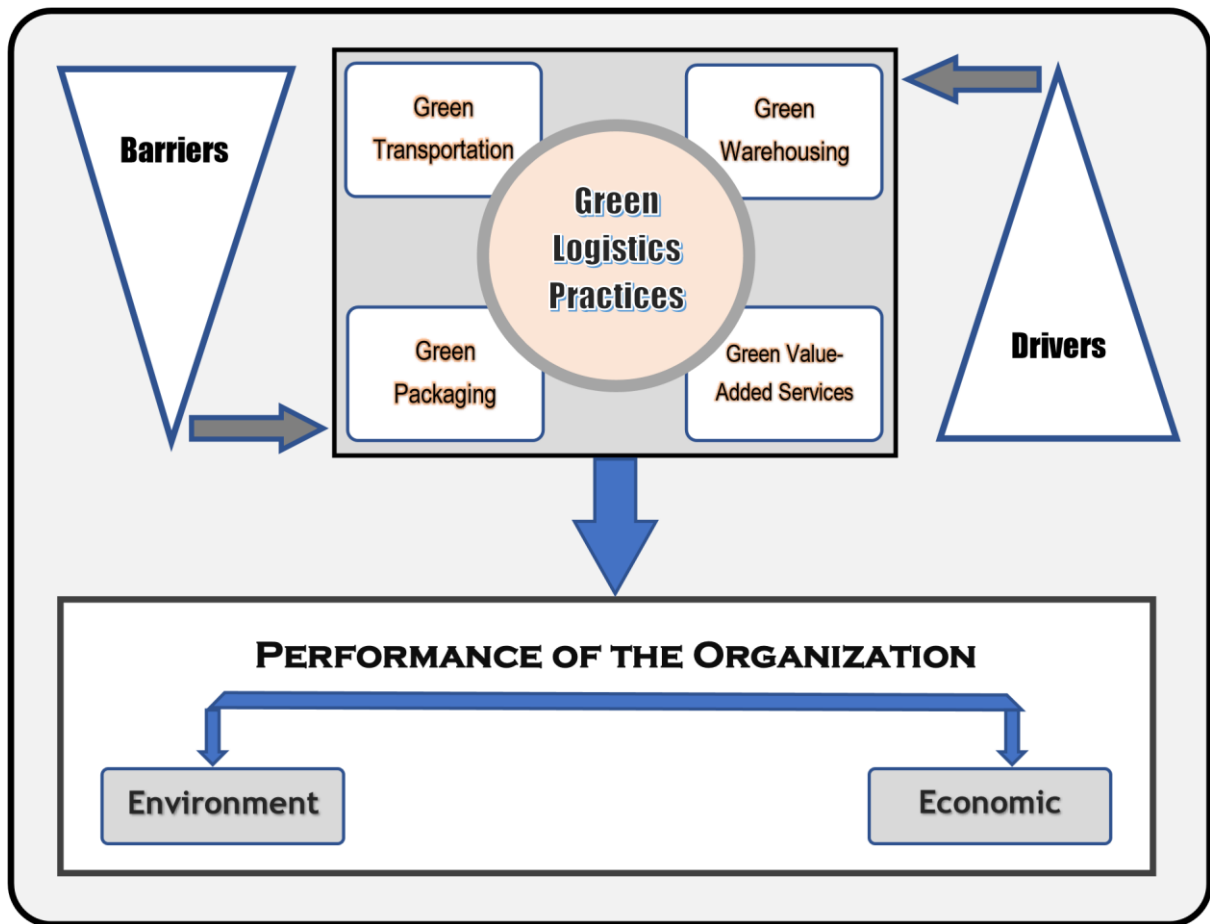 Barriers
Green
Transportation
Green
Warehousing
Green
Logistics
Practices
Green
Packaging
Green Value-
Added Services
Drivers
PERFORMANCE OF THE ORGANIZATION
Environment
Economic